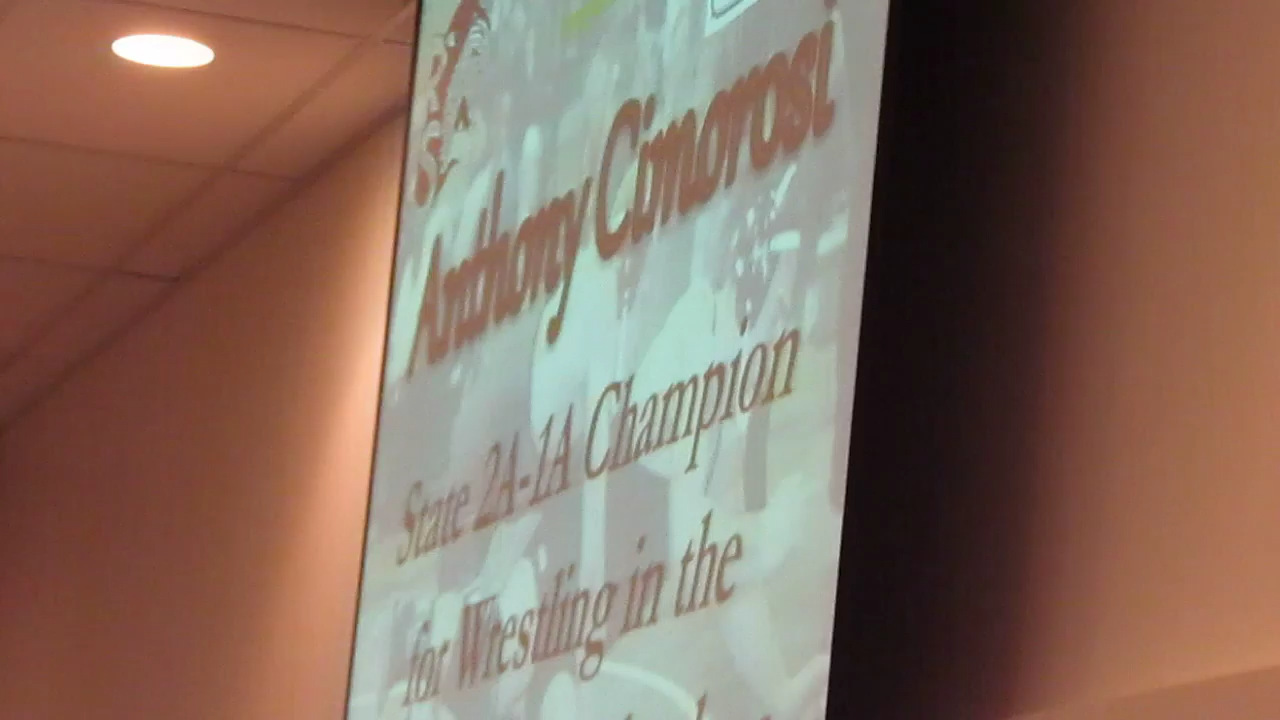 Anthony Cimorosi
State 2A-1A Champion
for Wrestling in the